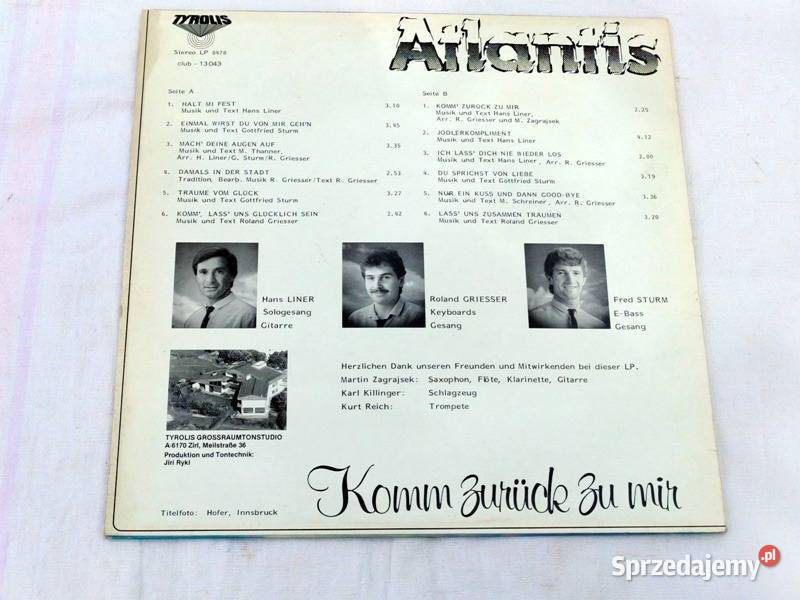 TYROLIS
Stereo LP 8478
club - 13043
Atlantis
Seite A
1. HALT MI FEST 3.10
Musik und Text Hans Liner
2. EINMAL WIRST DU VON MIR GEH'N 3.45
Musik und Text Gottfried Sturm
3. MACH' DEINE AUGEN AUF 3.35
Musik und Text M. Thanner,
Arr. H. Liner/G. Sturm/R. Griesser
4. DAMALS IN DER STADT 2.53
Tradition, Bearb. Musik R. Griesser/Text R. Griesser
5. TRÄUME VOM GLÜCK 3.27
Musik und Text Gottfried Sturm
6. KOMM', LASS' UNS GLÜCKLICH SEIN 2.42
Musik und Text Roland Griesser
Seite B
1. KOMM' ZURÜCK ZU MIR 2.25
Musik und Text Hans Liner,
Arr. R. Griesser und M. Zagrajsek
2. JODLERKOMPLIMENT 4.12
Musik und Text Hans Liner
3. ICH LASS' DICH NIE WIEDER LOS
Musik und Text Hans Liner, Arr. R. Griesser
4. DU SPRICHST VON LIEBE 3.19
Musik und Text Gottfried Sturm
5. NUR EIN KUSS UND DANN GOOD-BYE 3.36
Musik und Text M. Schreiner, Arr. R. Griesser
6. LASS' UNS ZUSAMMEN TRÄUMEN 3.20
Musik und Text Roland Griesser
Hans LINER
Sologesang
Gitarre
Roland GRIESSER
Keyboards
Gesang
Fred STURM
E-Bass
Gesang
Herzlichen Dank unseren Freunden und Mitwirkenden bei dieser LP.
Martin Zagrajsek: Saxophon, Flöte, Klarinette, Gitarre
Karl Killinger: Schlagzeug
Kurt Reich: Trompete
TYROLIS GROSSRAUMTONSTUDIO
A-6170 Zirl, Meilstraße 36
Produktion und Tontechnik:
Jiri Rykl
Komm zurück zu mir
Titelfoto: Hofer, Innsbruck
Sprzedajemy.pl